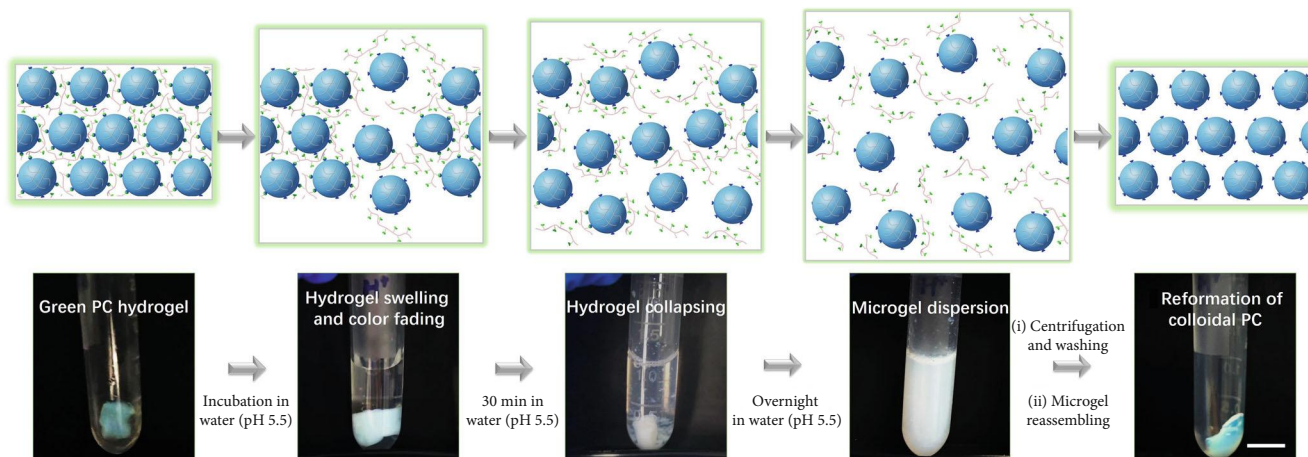 Green PC hydrogel
Incubation in
water (pH 5.5)
Hydrogel swelling
and color fading
30 min in
water (pH 5.5)
Hydrogel collapsing
Overnight
in water (pH 5.5)
Microgel dispersion
(i) Centrifugation
and washing
(ii) Microgel
reassembling
Reformation of
colloidal PC